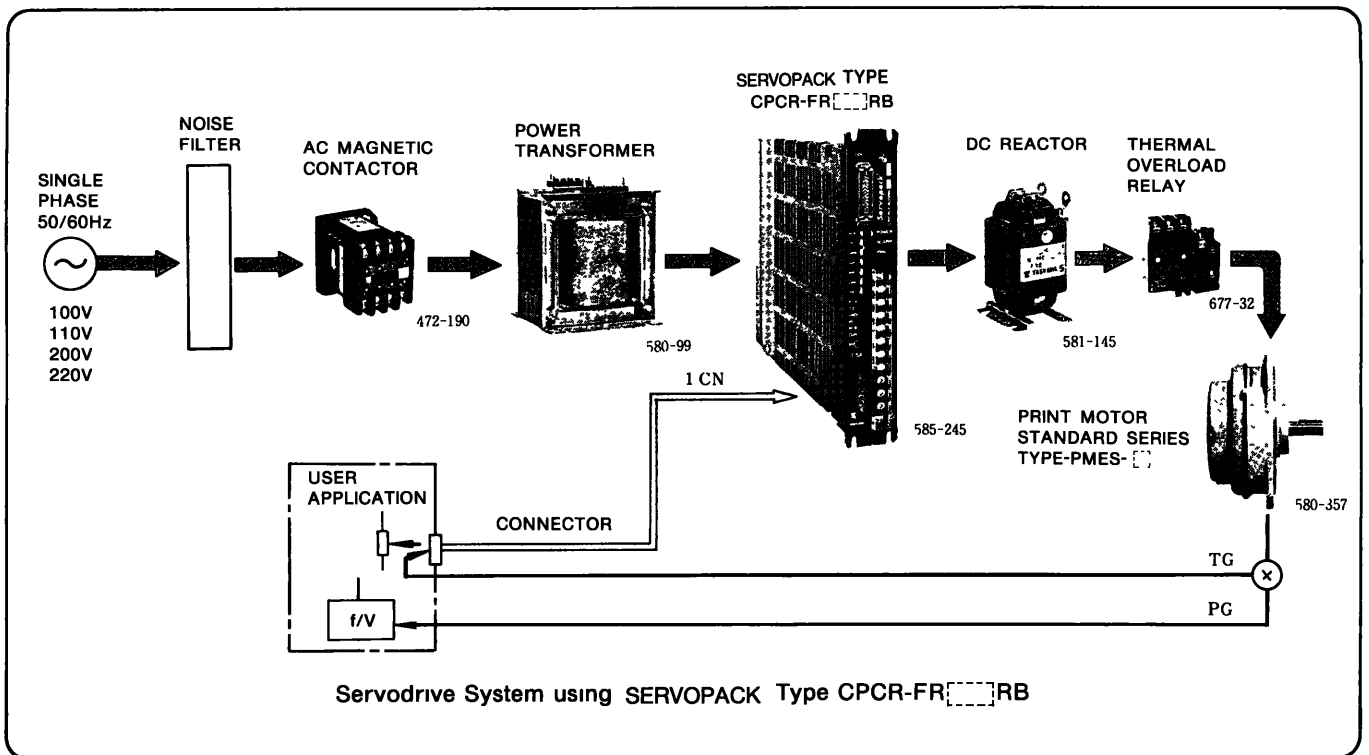 SINGLE
PHASE
50/60Hz
100V
110V
200V
220V
NOISE
FILTER
AC MAGNETIC
CONTACTOR
472-190
POWER
TRANSFORMER
580-99
SERVOPACK TYPE
CPCR-FR[ ]RB
585-245
DC REACTOR
581-145
THERMAL
OVERLOAD
RELAY
677-32
PRINT MOTOR
STANDARD SERIES
TYPE-PMES-[ ]
580-357
1 CN
USER
APPLICATION
CONNECTOR
f/V
TG
PG
Servodrive System using SERVOPACK Type CPCR-FR[ ]RB